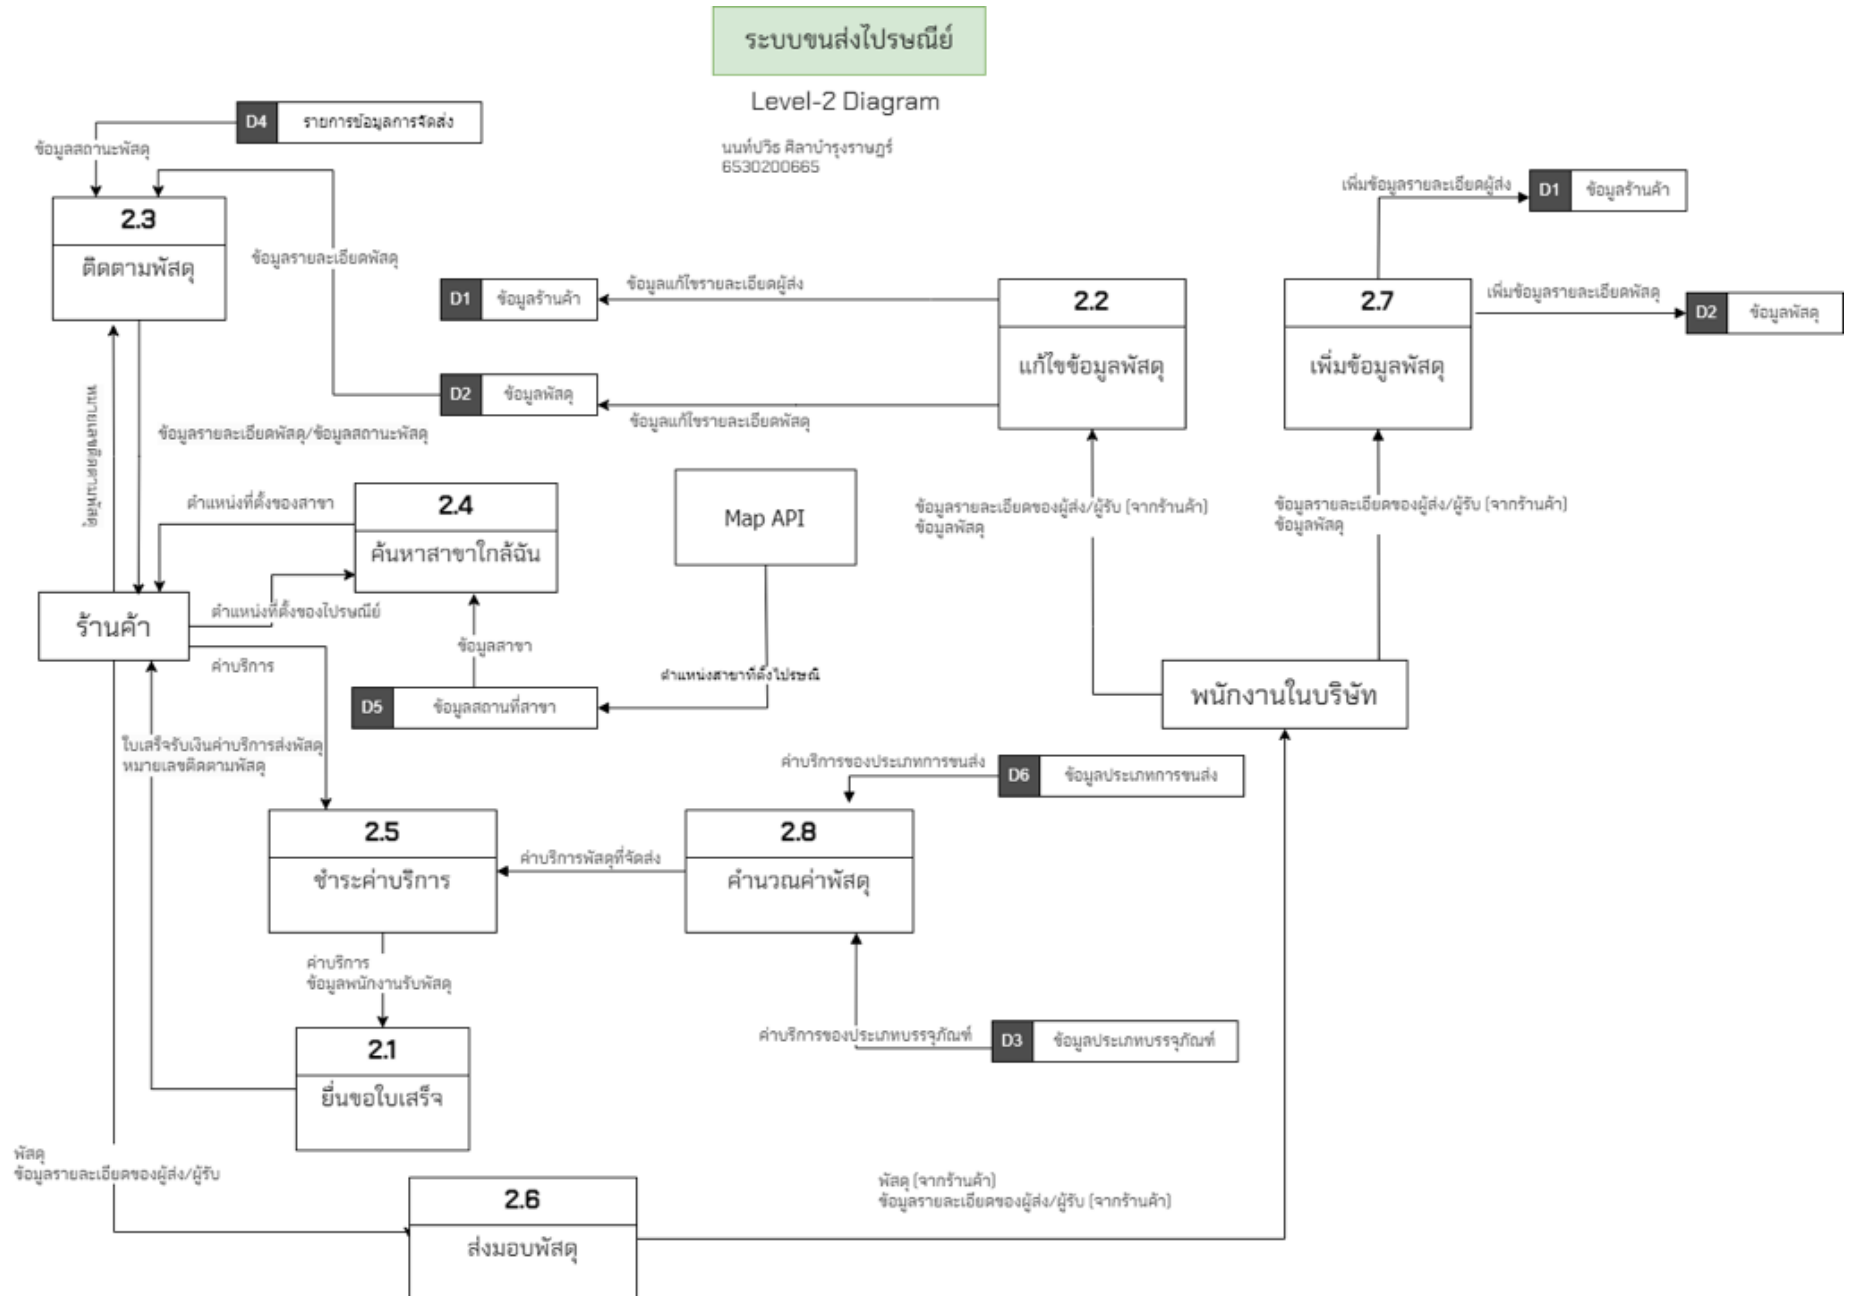 ระบบขนส่งไปรษณีย์
Level-2 Diagram
นนท์ปวิธ ศิลาบำรุงราษฎร์
6530200665
D4 รายการข้อมูลการจัดส่ง
ข้อมูลสถานะพัสดุ
2.3
ติดตามพัสดุ
ข้อมูลรายละเอียดพัสดุ
D1 ข้อมูลร้านค้า
ข้อมูลแก้ไขรายละเอียดผู้ส่ง
D2 ข้อมูลพัสดุ
ข้อมูลแก้ไขรายละเอียดพัสดุ
2.2
แก้ไขข้อมูลพัสดุ
เพิ่มข้อมูลรายละเอียดผู้ส่ง
D1 ข้อมูลร้านค้า
2.7
เพิ่มข้อมูลพัสดุ
เพิ่มข้อมูลรายละเอียดพัสดุ
D2 ข้อมูลพัสดุ
หมายเลขติดตามพัสดุ
ข้อมูลรายละเอียดพัสดุ/ข้อมูลสถานะพัสดุ
ตำแหน่งที่ตั้งของสาขา
2.4
ค้นหาสาขาใกล้ฉัน
Map API
ข้อมูลรายละเอียดของผู้ส่ง/ผู้รับ (จากร้านค้า)
ข้อมูลพัสดุ
ข้อมูลรายละเอียดของผู้ส่ง/ผู้รับ (จากร้านค้า)
ข้อมูลพัสดุ
ร้านค้า
ตำแหน่งที่ตั้งของไปรษณีย์
ค่าบริการ
ข้อมูลสาขา
ตำแหน่งสาขาที่ตั้งไปรษณี
D5 ข้อมูลสถานที่สาขา
พนักงานในบริษัท
ใบเสร็จรับเงินค่าบริการส่งพัสดุ
หมายเลขติดตามพัสดุ
ค่าบริการของประเภทการขนส่ง
D6 ข้อมูลประเภทการขนส่ง
2.5
ชำระค่าบริการ
ค่าบริการพัสดุที่จัดส่ง
2.8
คำนวณค่าพัสดุ
ค่าบริการ
ข้อมูลพนักงานรับพัสดุ
ค่าบริการของประเภทบรรจุภัณฑ์
D3 ข้อมูลประเภทบรรจุภัณฑ์
2.1
ยื่นขอใบเสร็จ
พัสดุ
ข้อมูลรายละเอียดของผู้ส่ง/ผู้รับ
2.6
ส่งมอบพัสดุ
พัสดุ (จากร้านค้า)
ข้อมูลรายละเอียดของผู้ส่ง/ผู้รับ (จากร้านค้า)